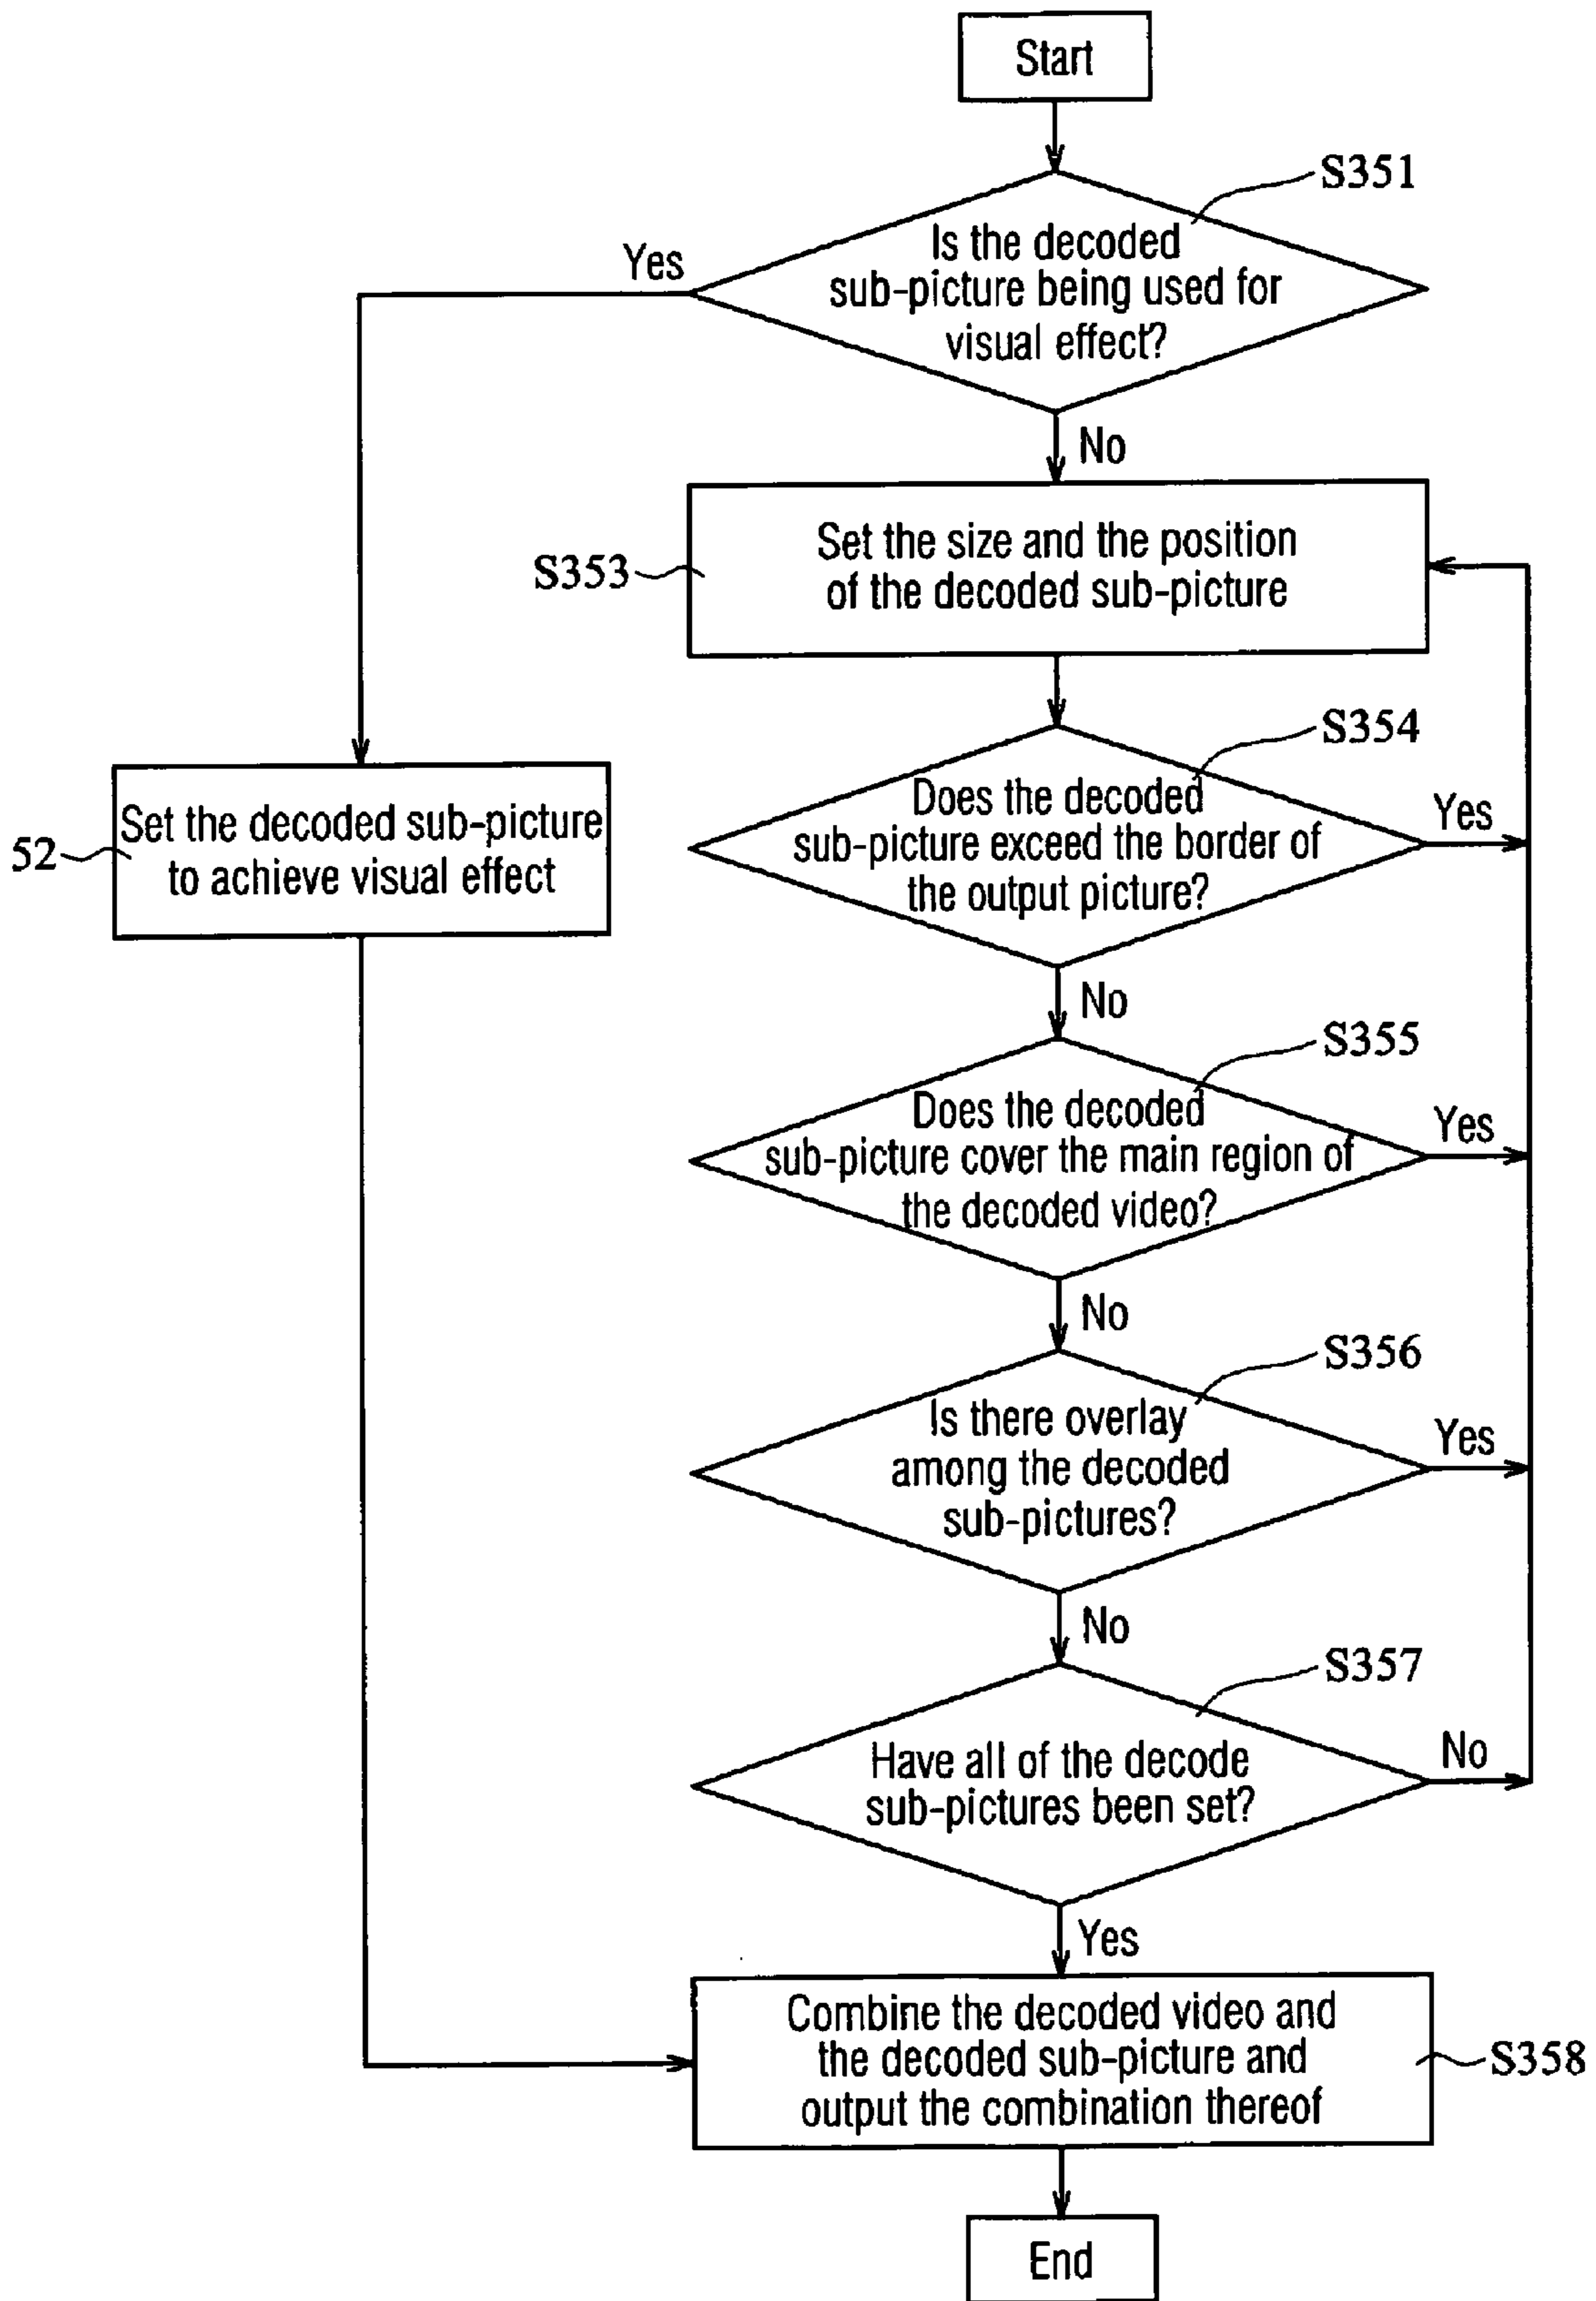 Start
S351
Is the decoded
sub-picture being used for
visual effect?
Yes
No
S353
Set the size and the position
of the decoded sub-picture
S354
Does the decoded
sub-picture exceed the border of
the output picture?
Yes
52
Set the decoded sub-picture
to achieve visual effect
No
S355
Does the decoded
sub-picture cover the main region of
the decoded video?
Yes
No
S356
Is there overlay
among the decoded
sub-pictures?
Yes
No
S357
Have all of the decode
sub-pictures been set?
No
Yes
Combine the decoded video and
the decoded sub-picture and
output the combination thereof
S358
End